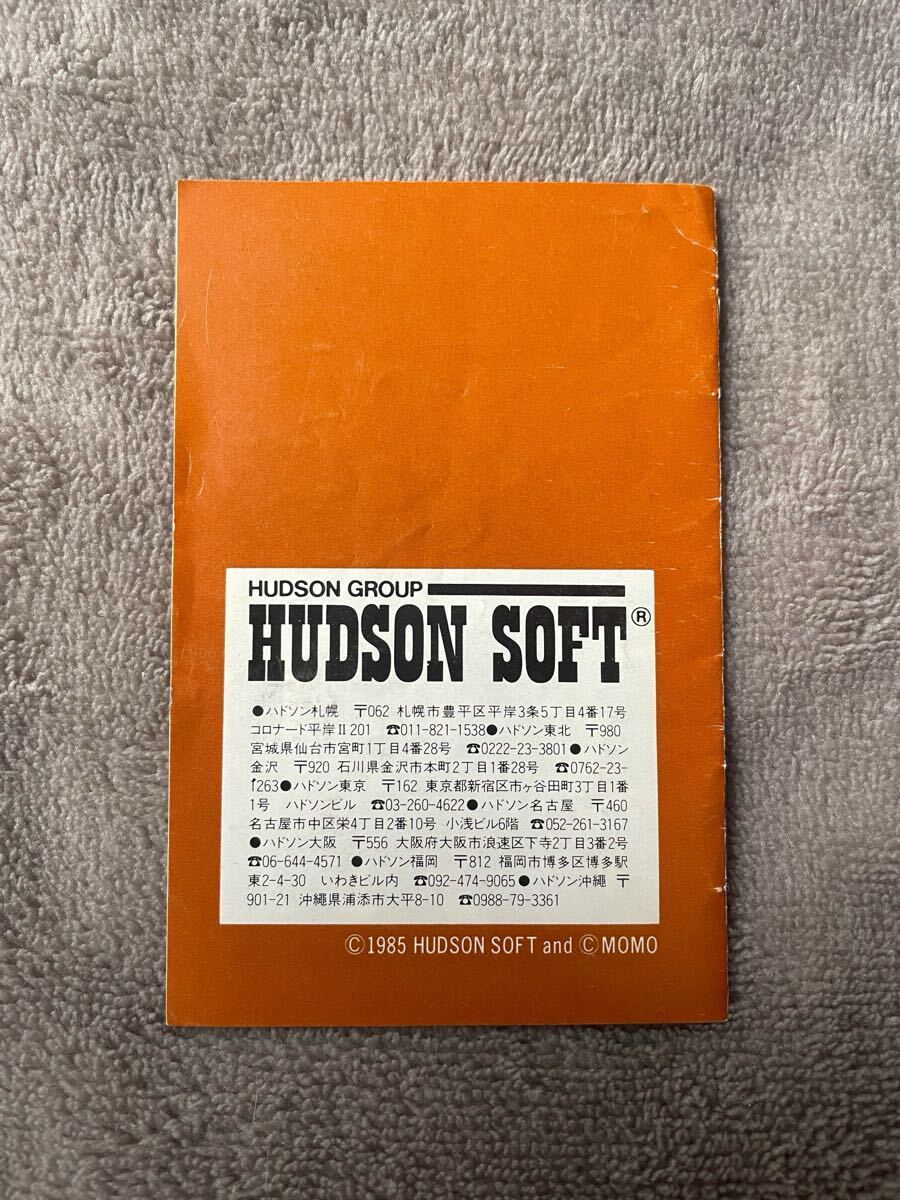 HUDSON GROUP
HUDSON SOFT®
●ハドソン札幌 〒062 札幌市豊平区平岸3条5丁目4番17号
コロナード平岸II201 ☎011-821-1538●ハドソン東北 〒980
宮城県仙台市宮町1丁目4番28号 ☎0222-23-3801●ハドソン
金沢 〒920 石川県金沢市本町2丁目1番28号 ☎0762-23-
1263●ハドソン東京 〒162 東京都新宿区市ヶ谷田町3丁目1番
1号 ハドソンビル ☎03-260-4622●ハドソン名古屋 〒460
名古屋市中区栄4丁目2番10号 小浅ビル6階 ☎052-261-3167
●ハドソン大阪 〒556 大阪府大阪市浪速区下寺2丁目3番2号
☎06-644-4571 ●ハドソン福岡 〒812 福岡市博多区博多駅
東2-4-30 いわきビル内 ☎092-474-9065●ハドソン沖縄 〒
901-21 沖縄県浦添市大平8-10 ☎0988-79-3361
©1985 HUDSON SOFT and ©MOMO